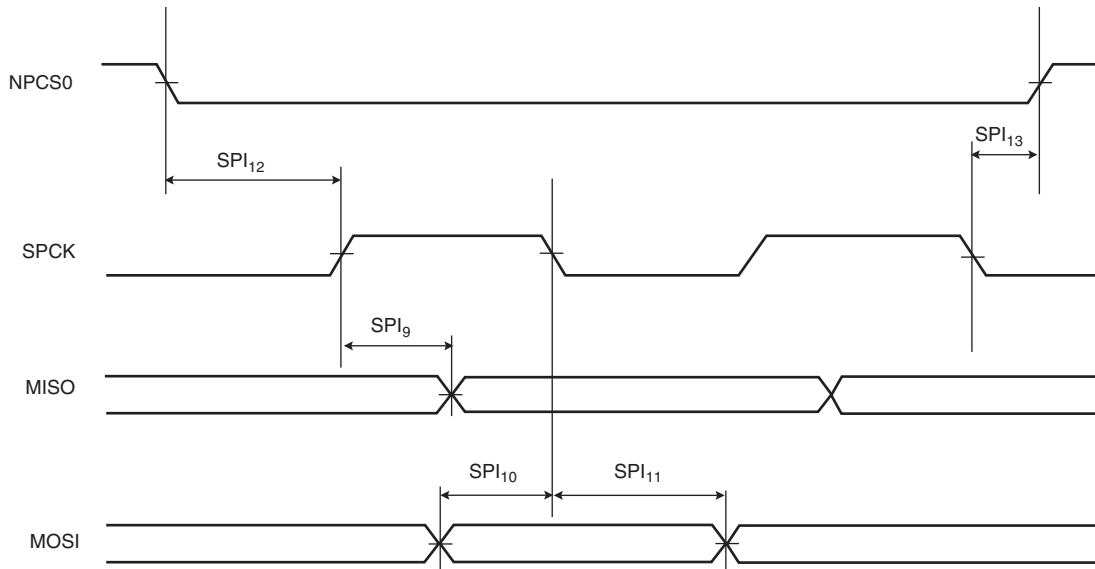 NPCS0
SPI₁₂
SPI₁₃
SPCK
SPI₉
MISO
SPI₁₀
SPI₁₁
MOSI